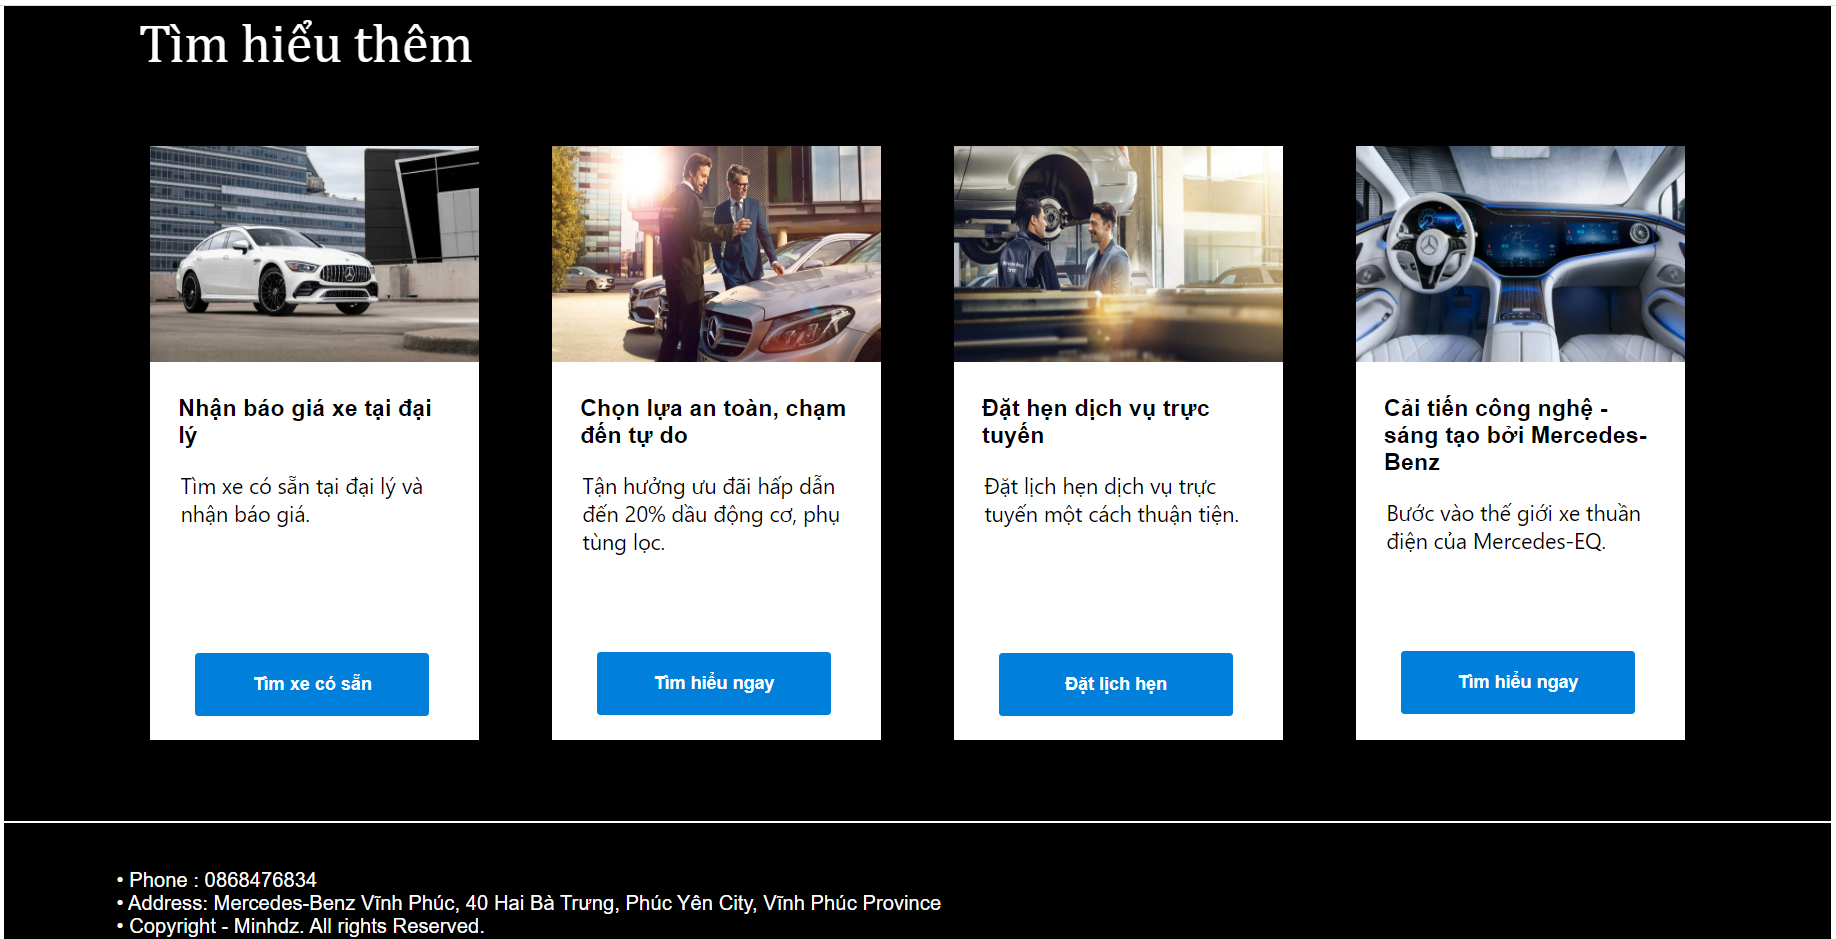 Tìm hiểu thêm
Nhận báo giá xe tại đại
lý
Tìm xe có sẵn tại đại lý và
nhận báo giá.
Tìm xe có sẵn
Chọn lựa an toàn, chạm
đến tự do
Tận hưởng ưu đãi hấp dẫn
đến 20% dầu động cơ, phụ
tùng lọc.
Tìm hiểu ngay
Đặt hẹn dịch vụ trực
tuyến
Đặt lịch hẹn dịch vụ trực
tuyến một cách thuận tiện.
Đặt lịch hẹn
Cải tiến công nghệ -
sáng tạo bởi Mercedes-
Benz
Bước vào thế giới xe thuần
điện của Mercedes-EQ.
Tìm hiểu ngay
• Phone : 0868476834
• Address: Mercedes-Benz Vĩnh Phúc, 40 Hai Bà Trưng, Phúc Yên City, Vĩnh Phúc Province
• Copyright - Minhdz. All rights Reserved.